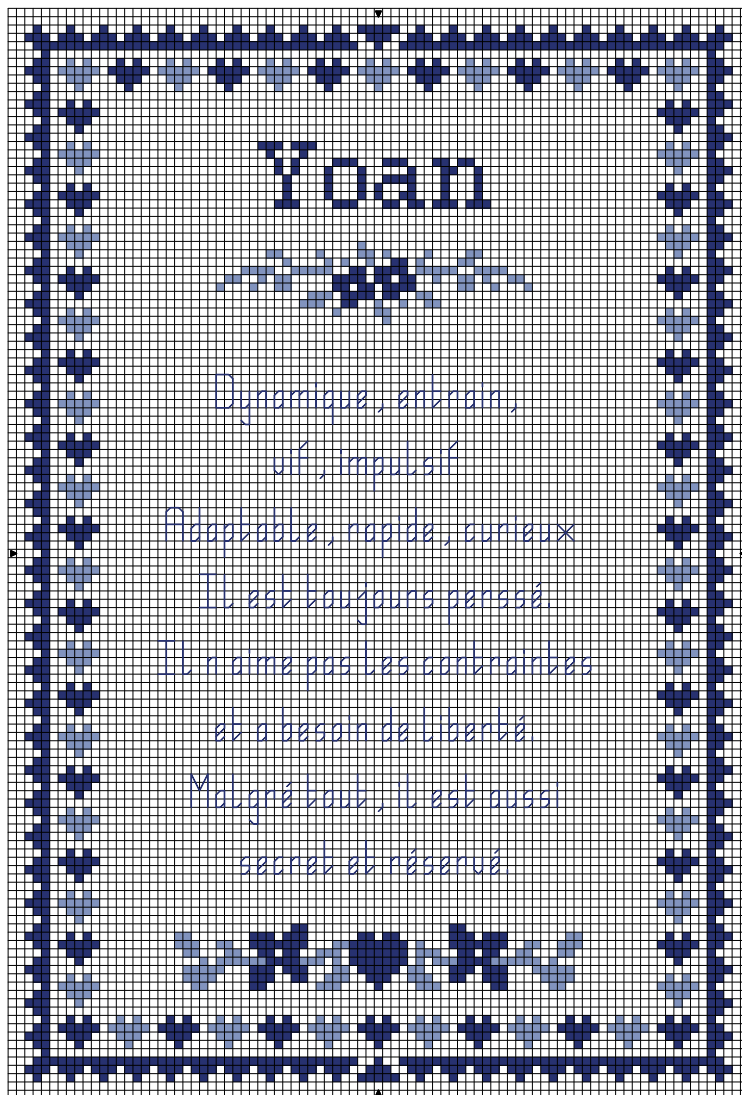 Yoan
Dynamique, entrain,
vif, impulsif
Adaptable, rapide, curieux
Il est toujours penssé.
Il n aime pas les contraintes
et a besoin de liberté.
Malgré tout, il est aussi
secret et réservé.